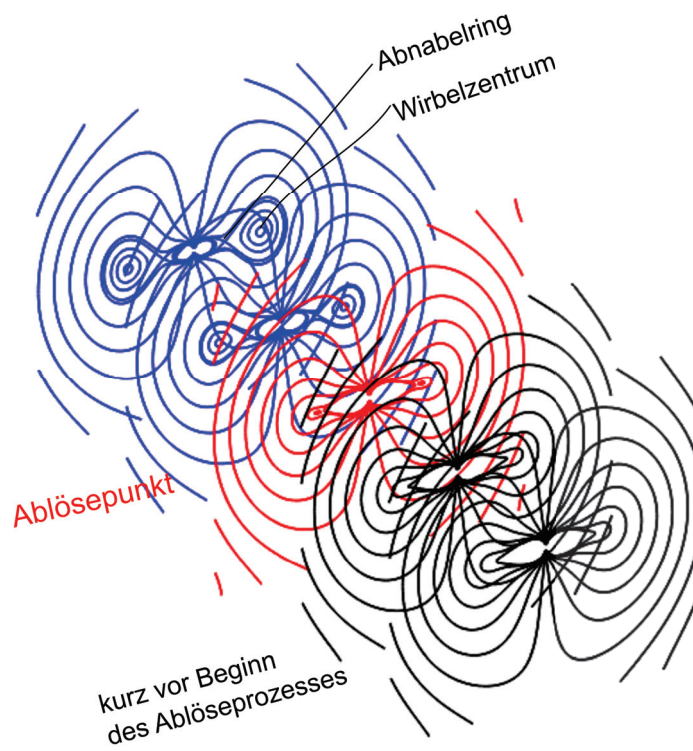 Abnabelring
Wirbelzentrum
Ablösepunkt
kurz vor Beginn
des Ablöseprozesses